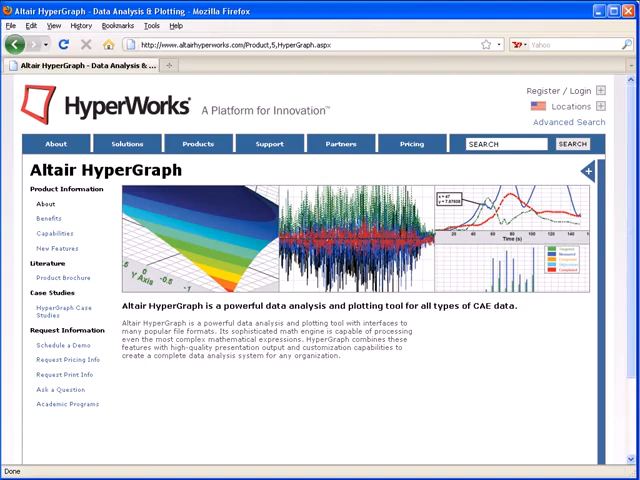 Altair HyperGraph - Data Analysis & Plotting - Mozilla Firefox
File Edit View History Bookmarks Tools Help
http://www.altairhyperworks.com/Product,5,HyperGraph.aspx
Yahoo
Altair HyperGraph - Data Analysis & ...
Register / Login
HyperWorks
A Platform for Innovation™
Locations
Advanced Search
About Solutions Products Support Partners Pricing SEARCH SEARCH
Altair HyperGraph
Product Information
About
Benefits
Capabilities
New Features
Literature
Product Brochure
Case Studies
HyperGraph Case
Studies
Request Information
Schedule a Demo
Request Pricing Info
Request Print Info
Ask a Question
Academic Programs
Y Axis
0
-0.5
-1
Time (s)
Altair HyperGraph is a powerful data analysis and plotting tool for all types of CAE data.
Altair HyperGraph is a powerful data analysis and plotting tool with interfaces to
many popular file formats. Its sophisticated math engine is capable of processing
even the most complex mathematical expressions. HyperGraph combines these
features with high-quality presentation output and customization capabilities to
create a complete data analysis system for any organization.
Done